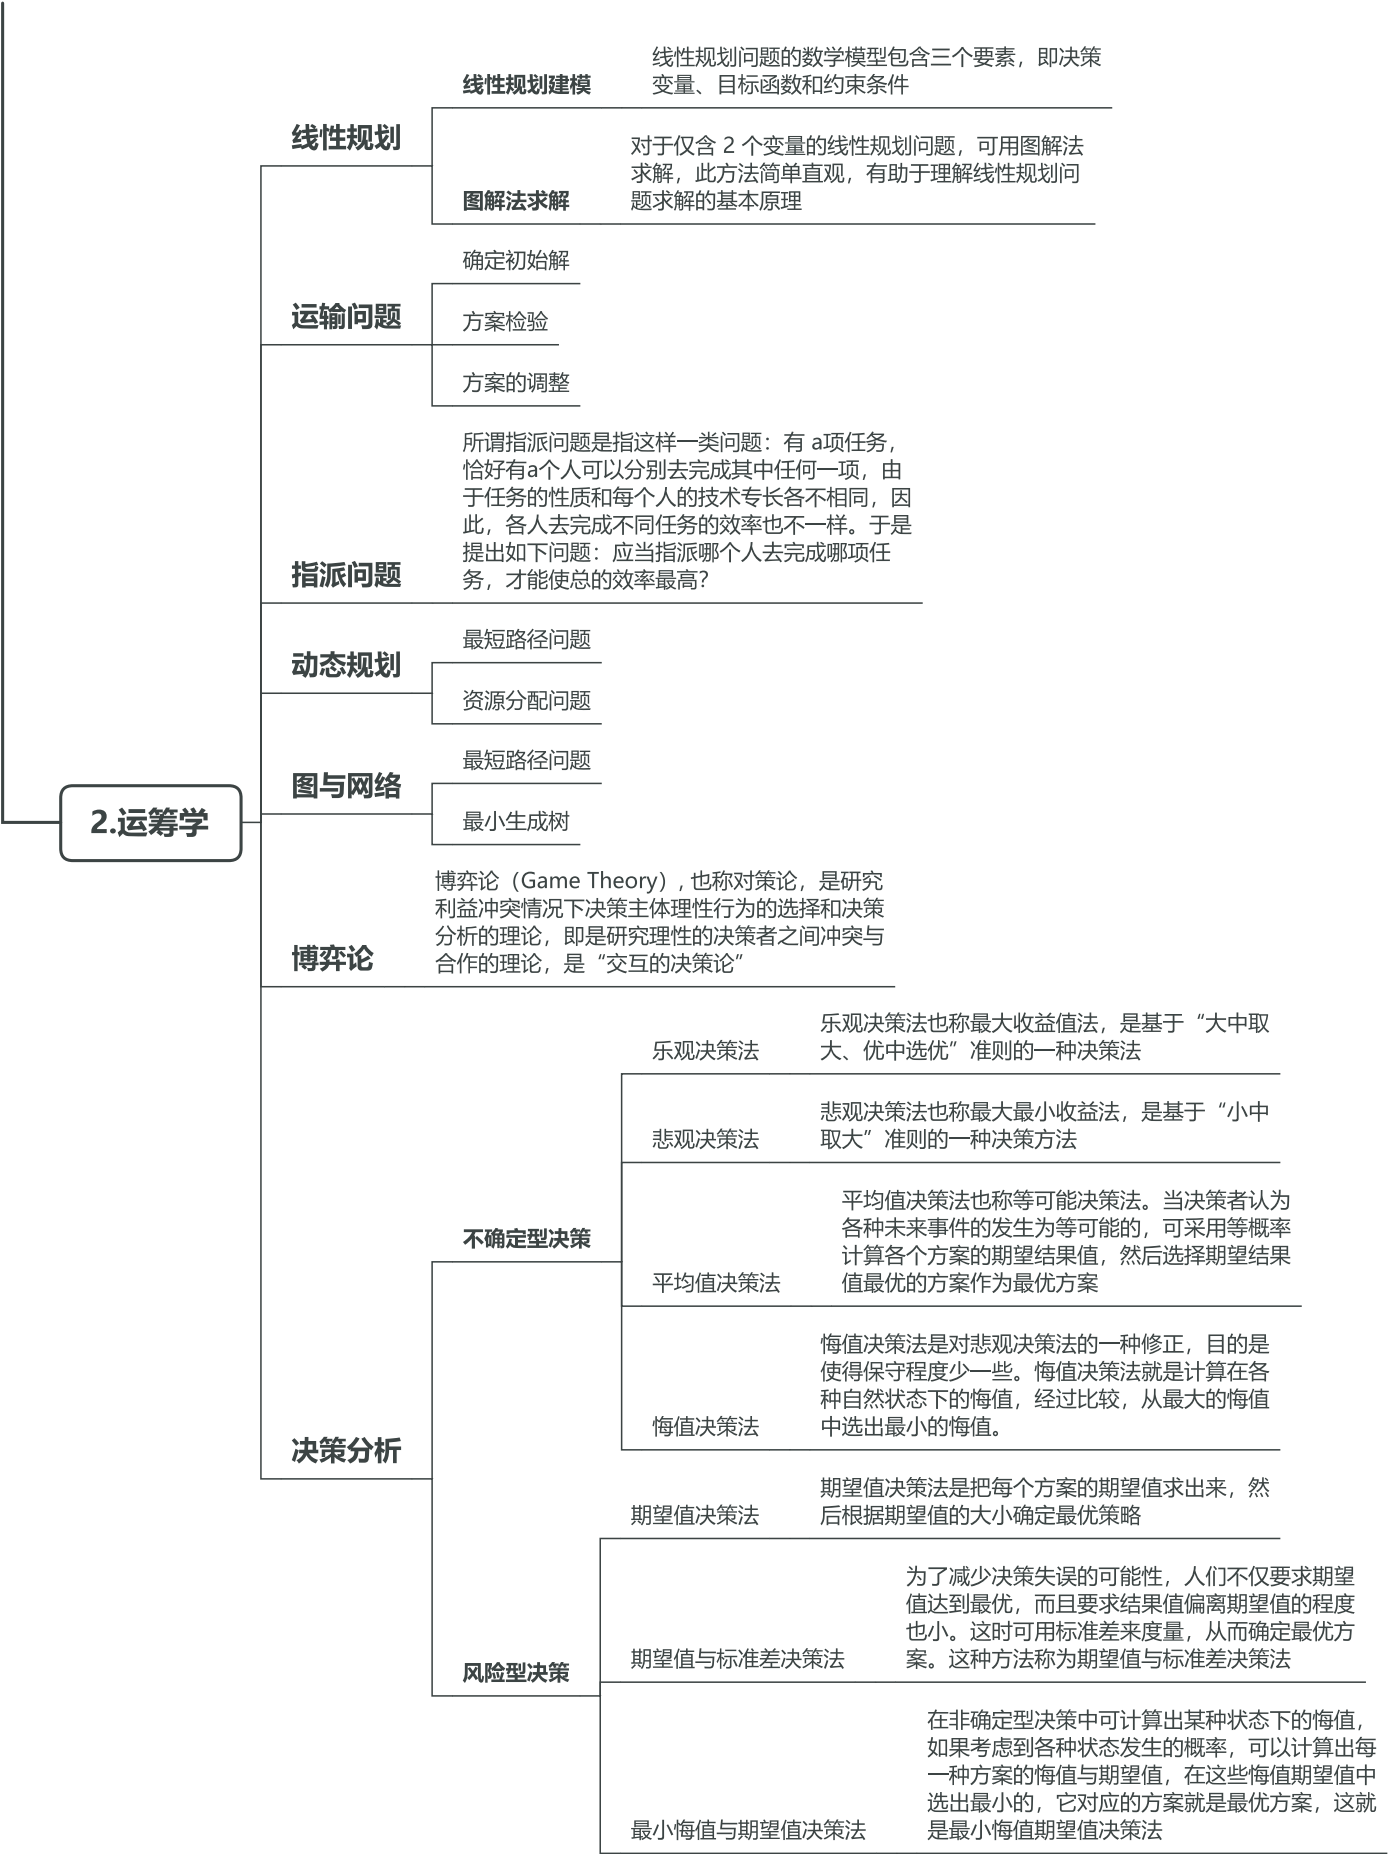 2.运筹学
线性规划
线性规划建模
线性规划问题的数学模型包含三个要素，即决策
变量、目标函数和约束条件
图解法求解
对于仅含 2 个变量的线性规划问题，可用图解法
求解，此方法简单直观，有助于理解线性规划问
题求解的基本原理
运输问题
确定初始解
方案检验
方案的调整
指派问题
所谓指派问题是指这样一类问题：有 a项任务，
恰好有a个人可以分别去完成其中任何一项，由
于任务的性质和每个人的技术专长各不相同，因
此，各人去完成不同任务的效率也不一样。于是
提出如下问题：应当指派哪个人去完成哪项任
务，才能使总的效率最高？
动态规划
最短路径问题
资源分配问题
图与网络
最短路径问题
最小生成树
博弈论
博弈论（Game Theory）, 也称对策论，是研究
利益冲突情况下决策主体理性行为的选择和决策
分析的理论，即是研究理性的决策者之间冲突与
合作的理论，是“交互的决策论”
决策分析
不确定型决策
乐观决策法
乐观决策法也称最大收益值法，是基于“大中取
大、优中选优”准则的一种决策法
悲观决策法
悲观决策法也称最大最小收益法，是基于“小中
取大”准则的一种决策方法
平均值决策法
平均值决策法也称等可能决策法。当决策者认为
各种未来事件的发生为等可能的，可采用等概率
计算各个方案的期望结果值，然后选择期望结果
值最优的方案作为最优方案
悔值决策法
悔值决策法是对悲观决策法的一种修正，目的是
使得保守程度少一些。悔值决策法就是计算在各
种自然状态下的悔值，经过比较，从最大的悔值
中选出最小的悔值。
风险型决策
期望值决策法
期望值决策法是把每个方案的期望值求出来，然
后根据期望值的大小确定最优策略
期望值与标准差决策法
为了减少决策失误的可能性，人们不仅要求期望
值达到最优，而且要求结果值偏离期望值的程度
也小。这时可用标准差来度量，从而确定最优方
案。这种方法称为期望值与标准差决策法
最小悔值与期望值决策法
在非确定型决策中可计算出某种状态下的悔值，
如果考虑到各种状态发生的概率，可以计算出每
一种方案的悔值与期望值，在这些悔值期望值中
选出最小的，它对应的方案就是最优方案，这就
是最小悔值期望值决策法